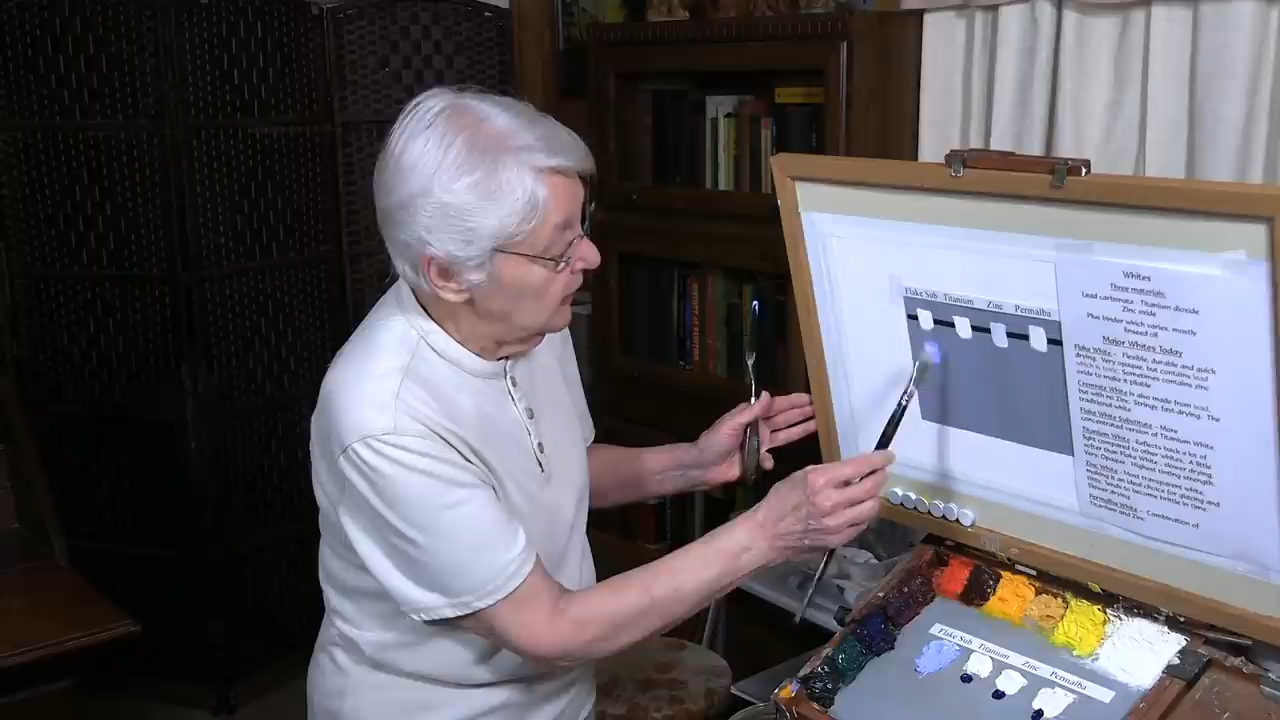 Flake Sub Titanium Zinc Permalba
Whites
Three materials:
Lead carbonate - Titanium dioxide
Zinc oxide
Plus binder which varies, mostly
linseed oil
Major Whites Today
Flake White - Flexible, durable and quick
drying. Very opaque, but contains lead
which is toxic. Sometimes contains zinc
oxide to make it pliable
Cremnitz White is also made from lead,
but with no Zinc. Stringy, fast-drying. The
traditional white
Flake White Substitute - More
concentrated version of Titanium White
Titanium White - Reflects back a lot of
light compared to other whites. A little
softer than Flake White - slower drying.
Very Opaque. Highest tinting strength.
Zinc White - Most transparent white,
making it an ideal choice for glazing and
tints, tends to become brittle in time.
Slower drying
Permalba White - Combination of
Titanium and Zinc
HISTORY OF PAINTING
Flake Sub Titanium Zinc Permalba